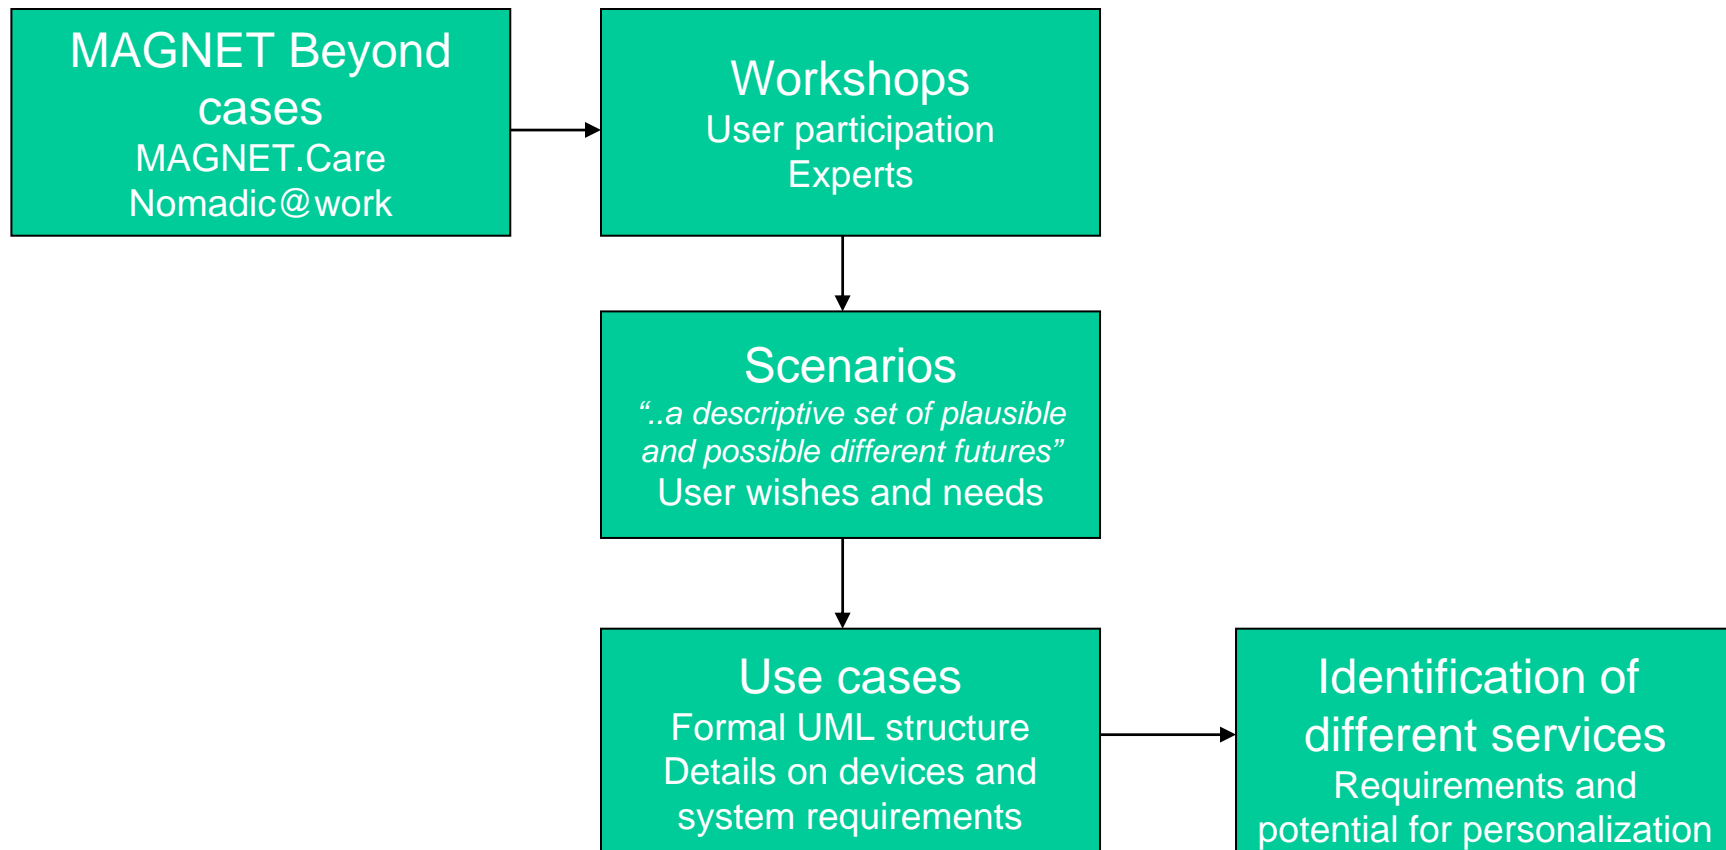 MAGNET Beyond
cases
MAGNET.Care
Nomadic@work
Workshops
User participation
Experts
Scenarios
“..a descriptive set of plausible
and possible different futures”
User wishes and needs
Use cases
Formal UML structure
Details on devices and
system requirements
Identification of
different services
Requirements and
potential for personalization